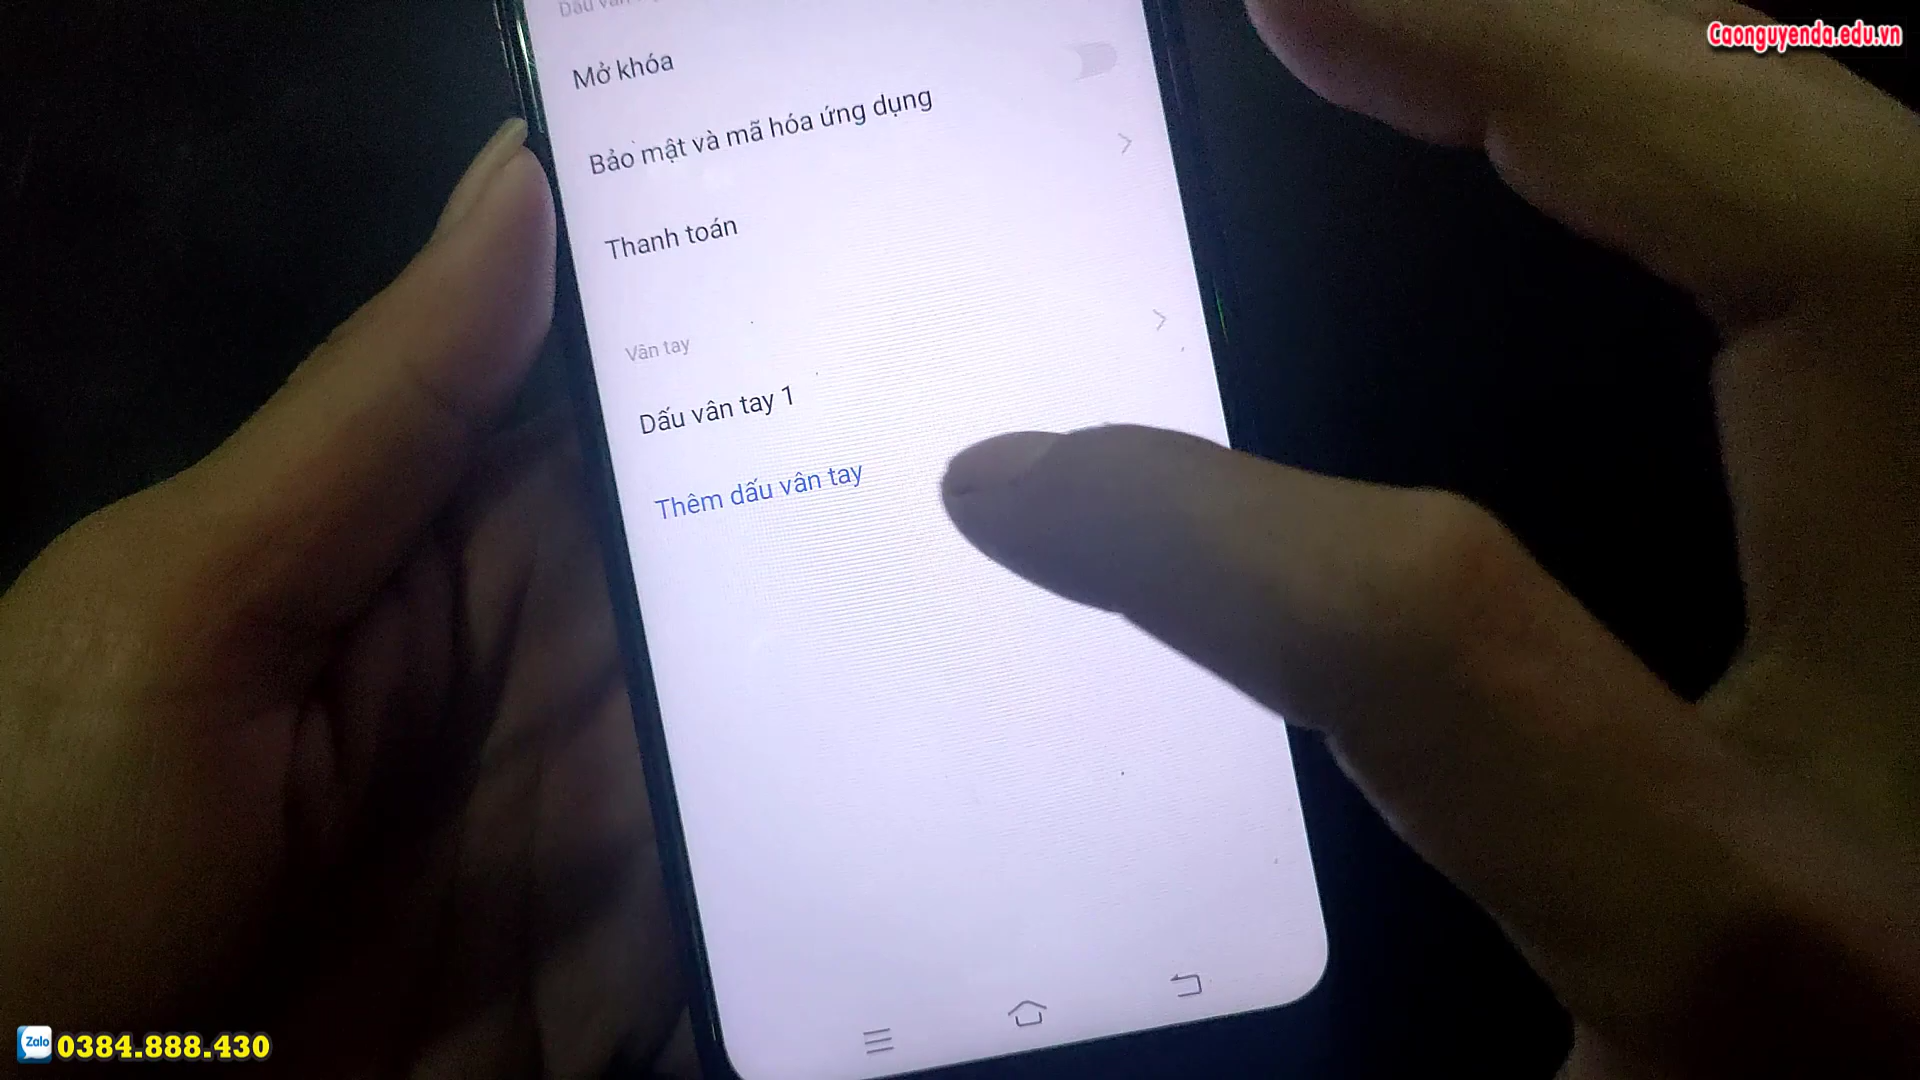 Caonguyenda.edu.vn
Mở khóa
Bảo mật và mã hóa ứng dụng
Thanh toán
Vân tay
Dấu vân tay 1
Thêm dấu vân tay
Zalo 0384.888.430